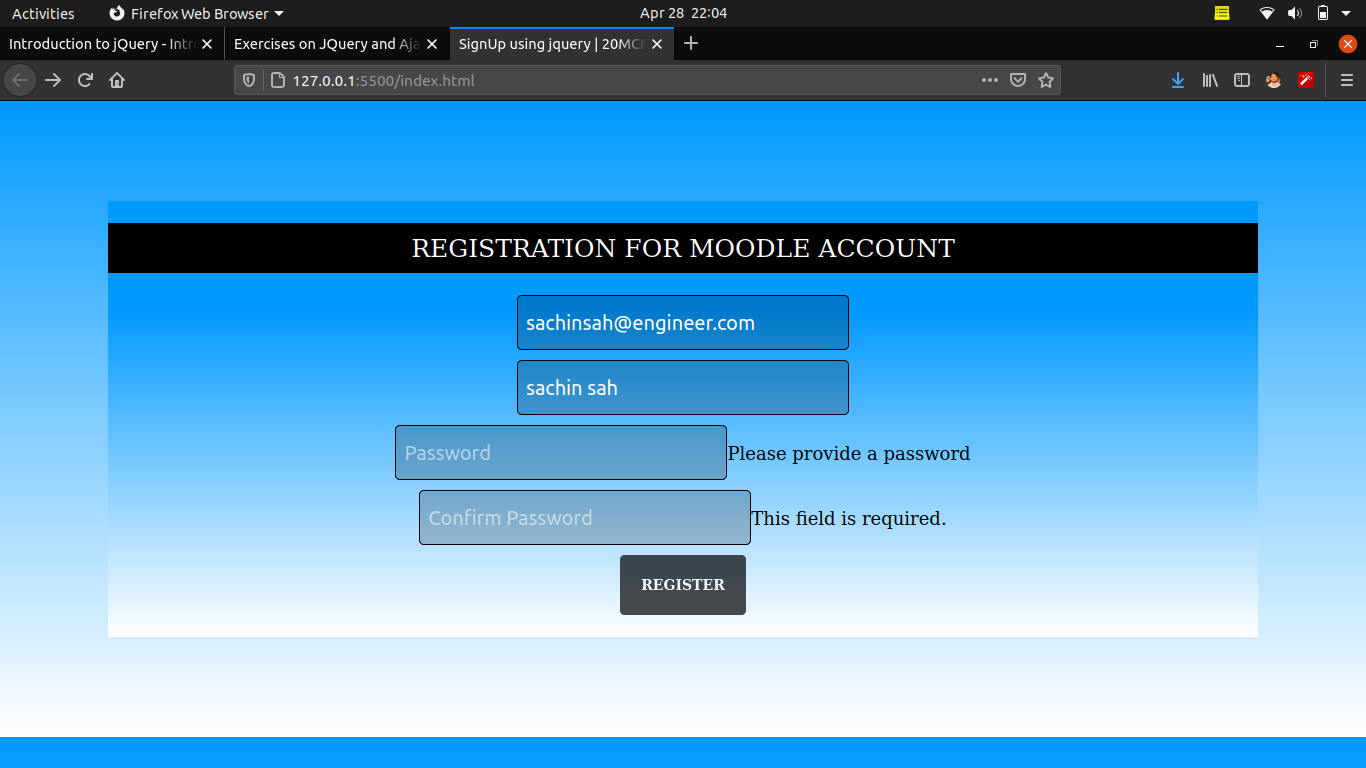 Activities Firefox Web Browser Apr 28 22:04
Introduction to jQuery - Intr Exercises on JQuery and Aja SignUp using jquery | 20MC
127.0.0.1:5500/index.html
REGISTRATION FOR MOODLE ACCOUNT
sachinsah@engineer.com
sachin sah
Password Please provide a password
Confirm Password This field is required.
REGISTER